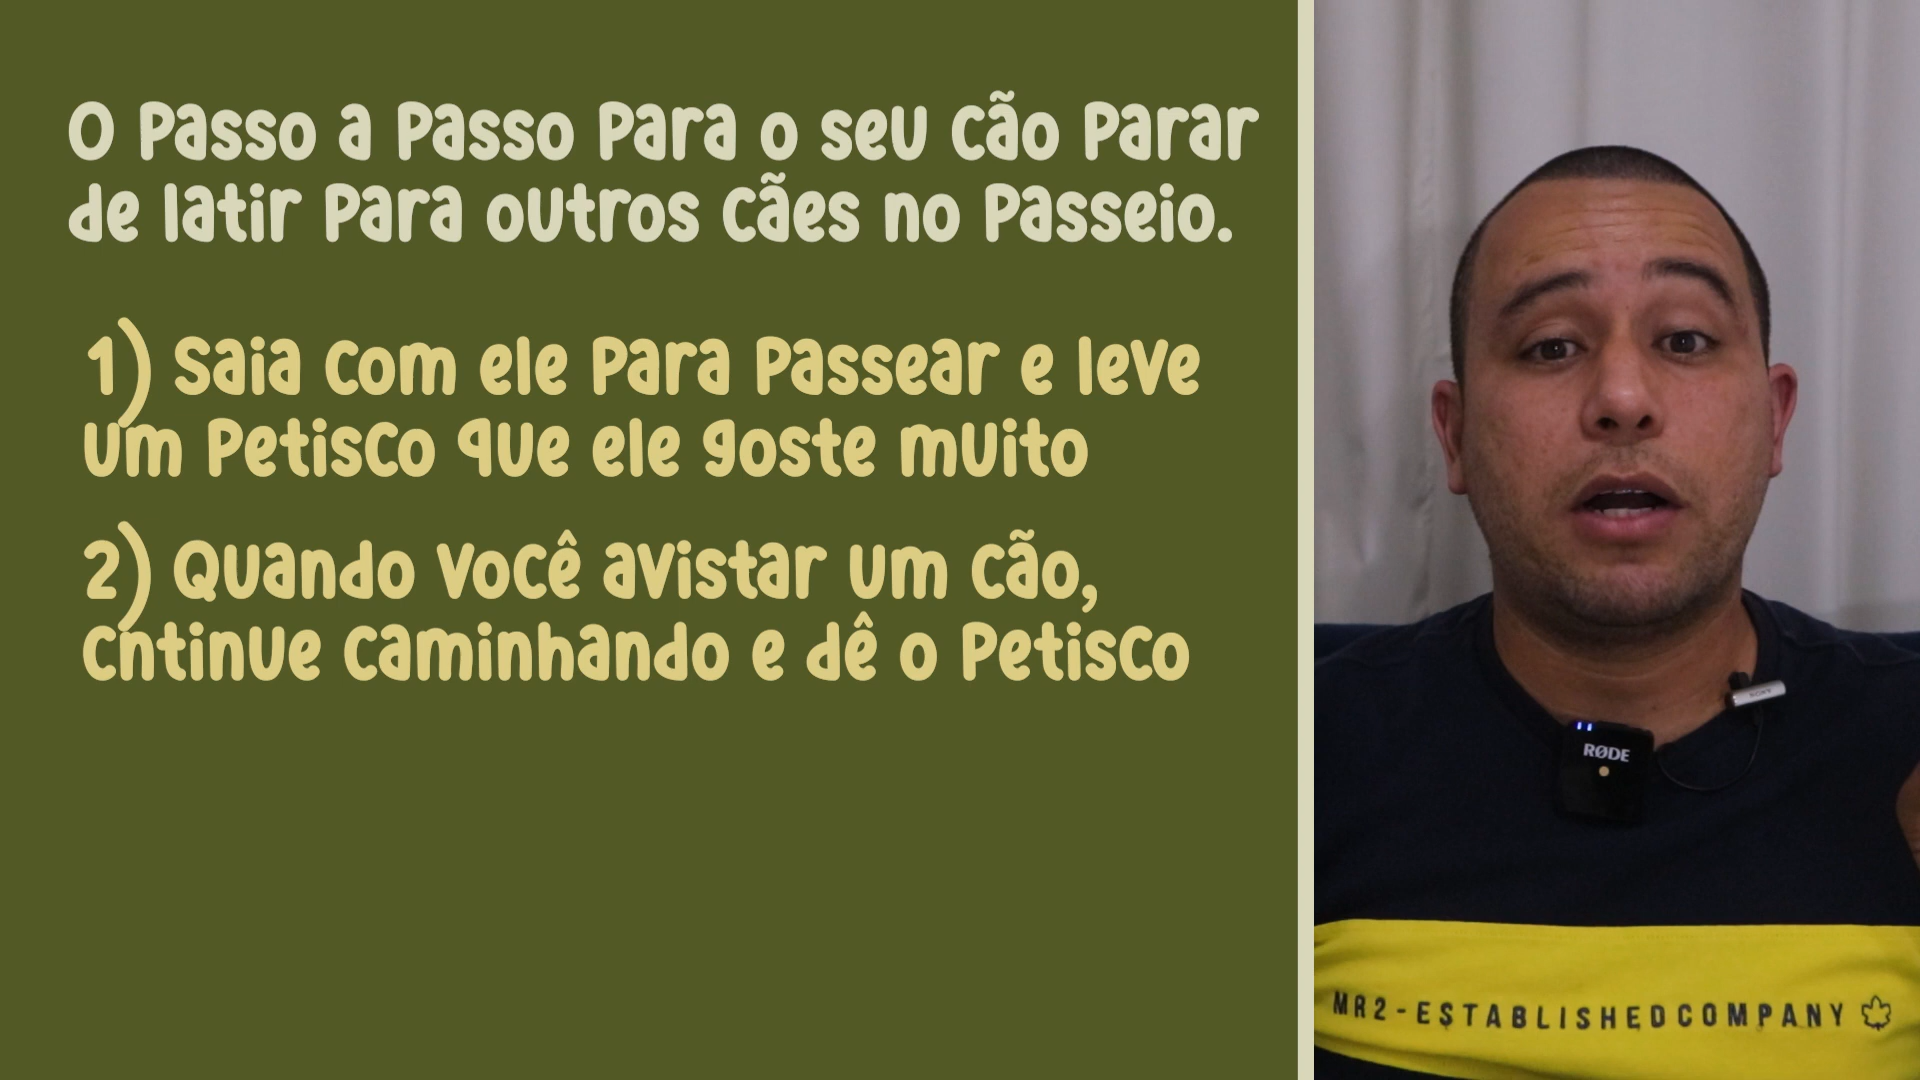 O Passo a Passo Para o seu cão Parar
de latir Para outros cães no Passeio.
1) Saia com ele Para Passear e leve
um Petisco que ele goste muito
2) Quando você avistar um cão,
cntinue caminhando e dê o Petisco
SONY
RØDE
MR2-ESTABLISHEDCOMPANY